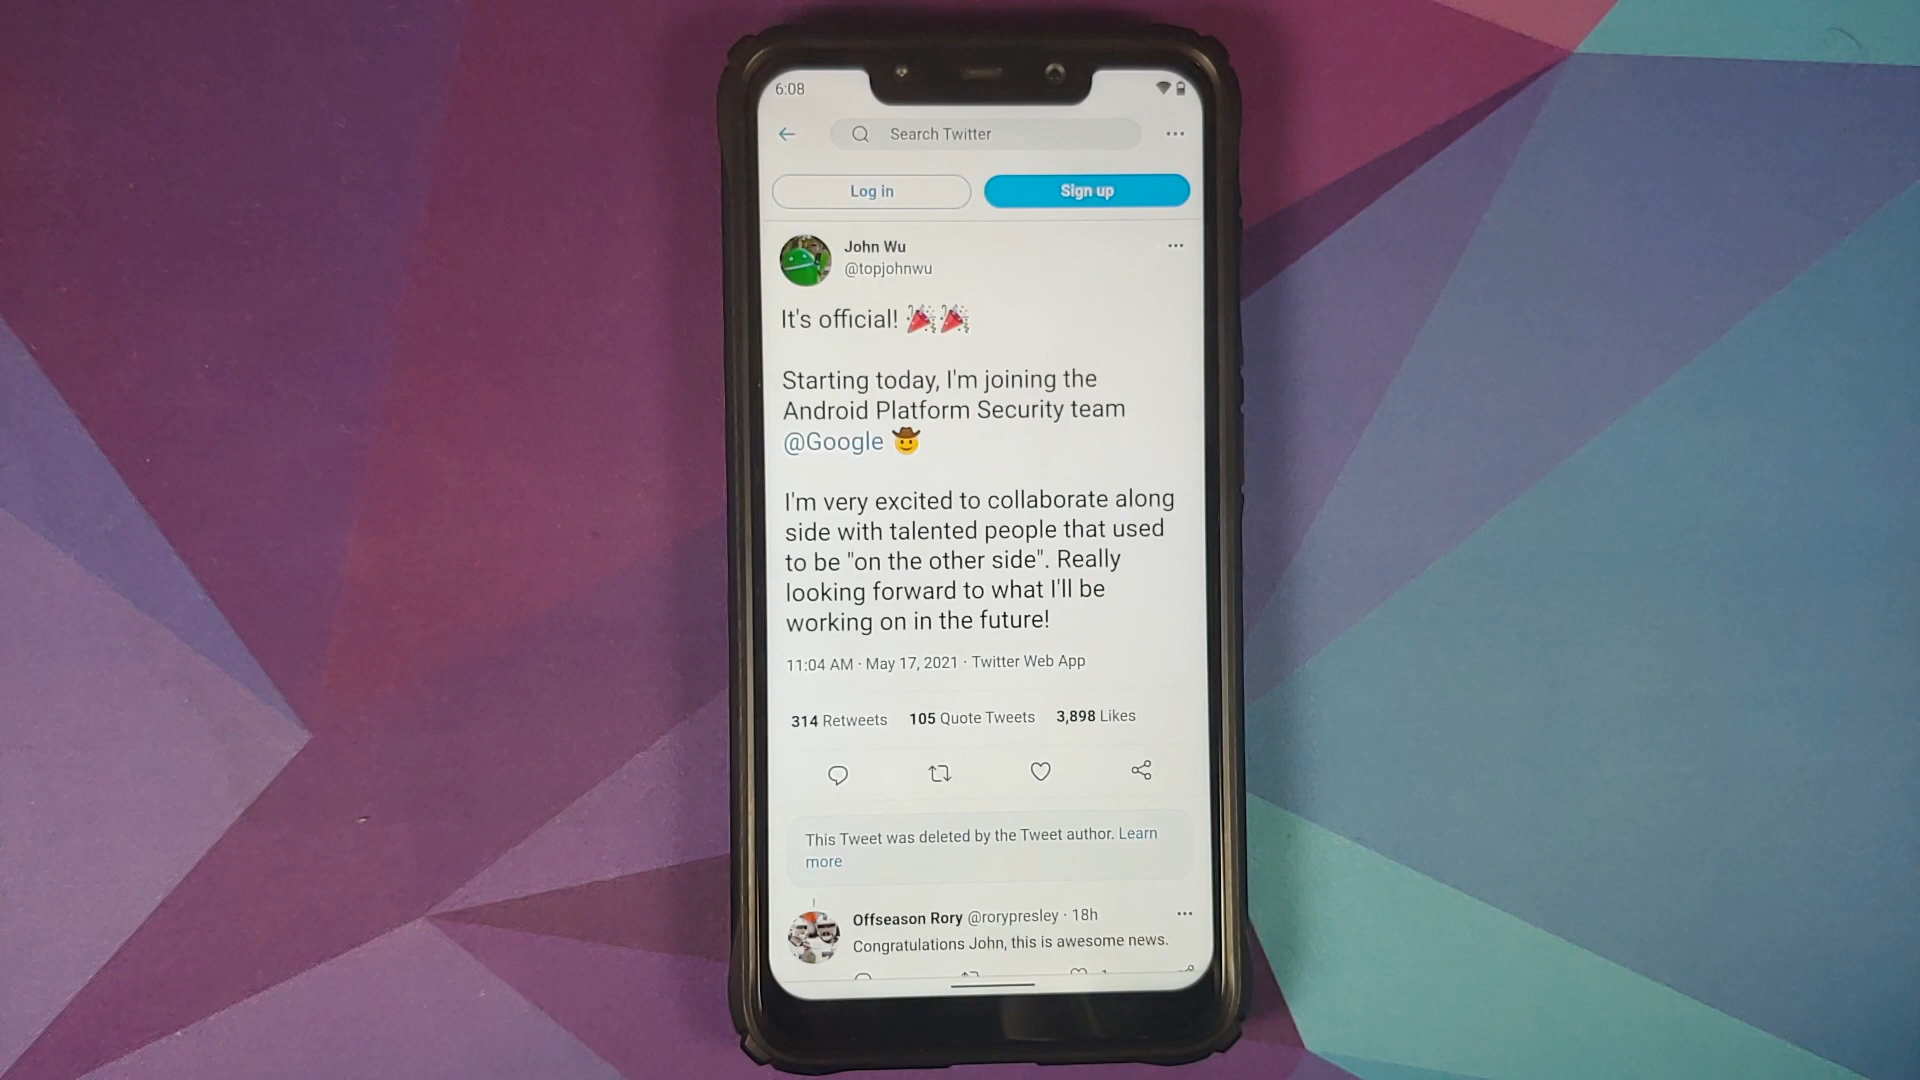 6:08
Search Twitter
Log in
Sign up
John Wu
@topjohnwu
It's official! 🎉🎉
Starting today, I'm joining the
Android Platform Security team
@Google 🤠
I'm very excited to collaborate along
side with talented people that used
to be "on the other side". Really
looking forward to what I'll be
working on in the future!
11:04 AM · May 17, 2021 · Twitter Web App
314 Retweets 105 Quote Tweets 3,898 Likes
This Tweet was deleted by the Tweet author. Learn
more
Offseason Rory @rorypresley · 18h
Congratulations John, this is awesome news.